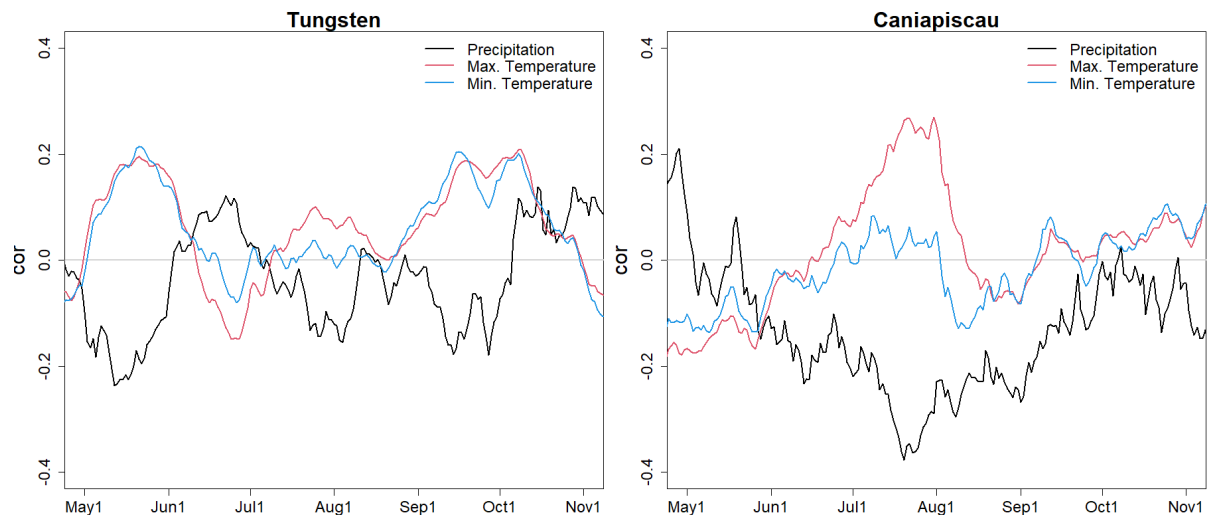 Tungsten
cor
0.4
0.2
0.0
-0.2
-0.4
Precipitation
Max. Temperature
Min. Temperature
May1 Jun1 Jul1 Aug1 Sep1 Oct1 Nov1
Caniapiscau
cor
0.4
0.2
0.0
-0.2
-0.4
Precipitation
Max. Temperature
Min. Temperature
May1 Jun1 Jul1 Aug1 Sep1 Oct1 Nov1